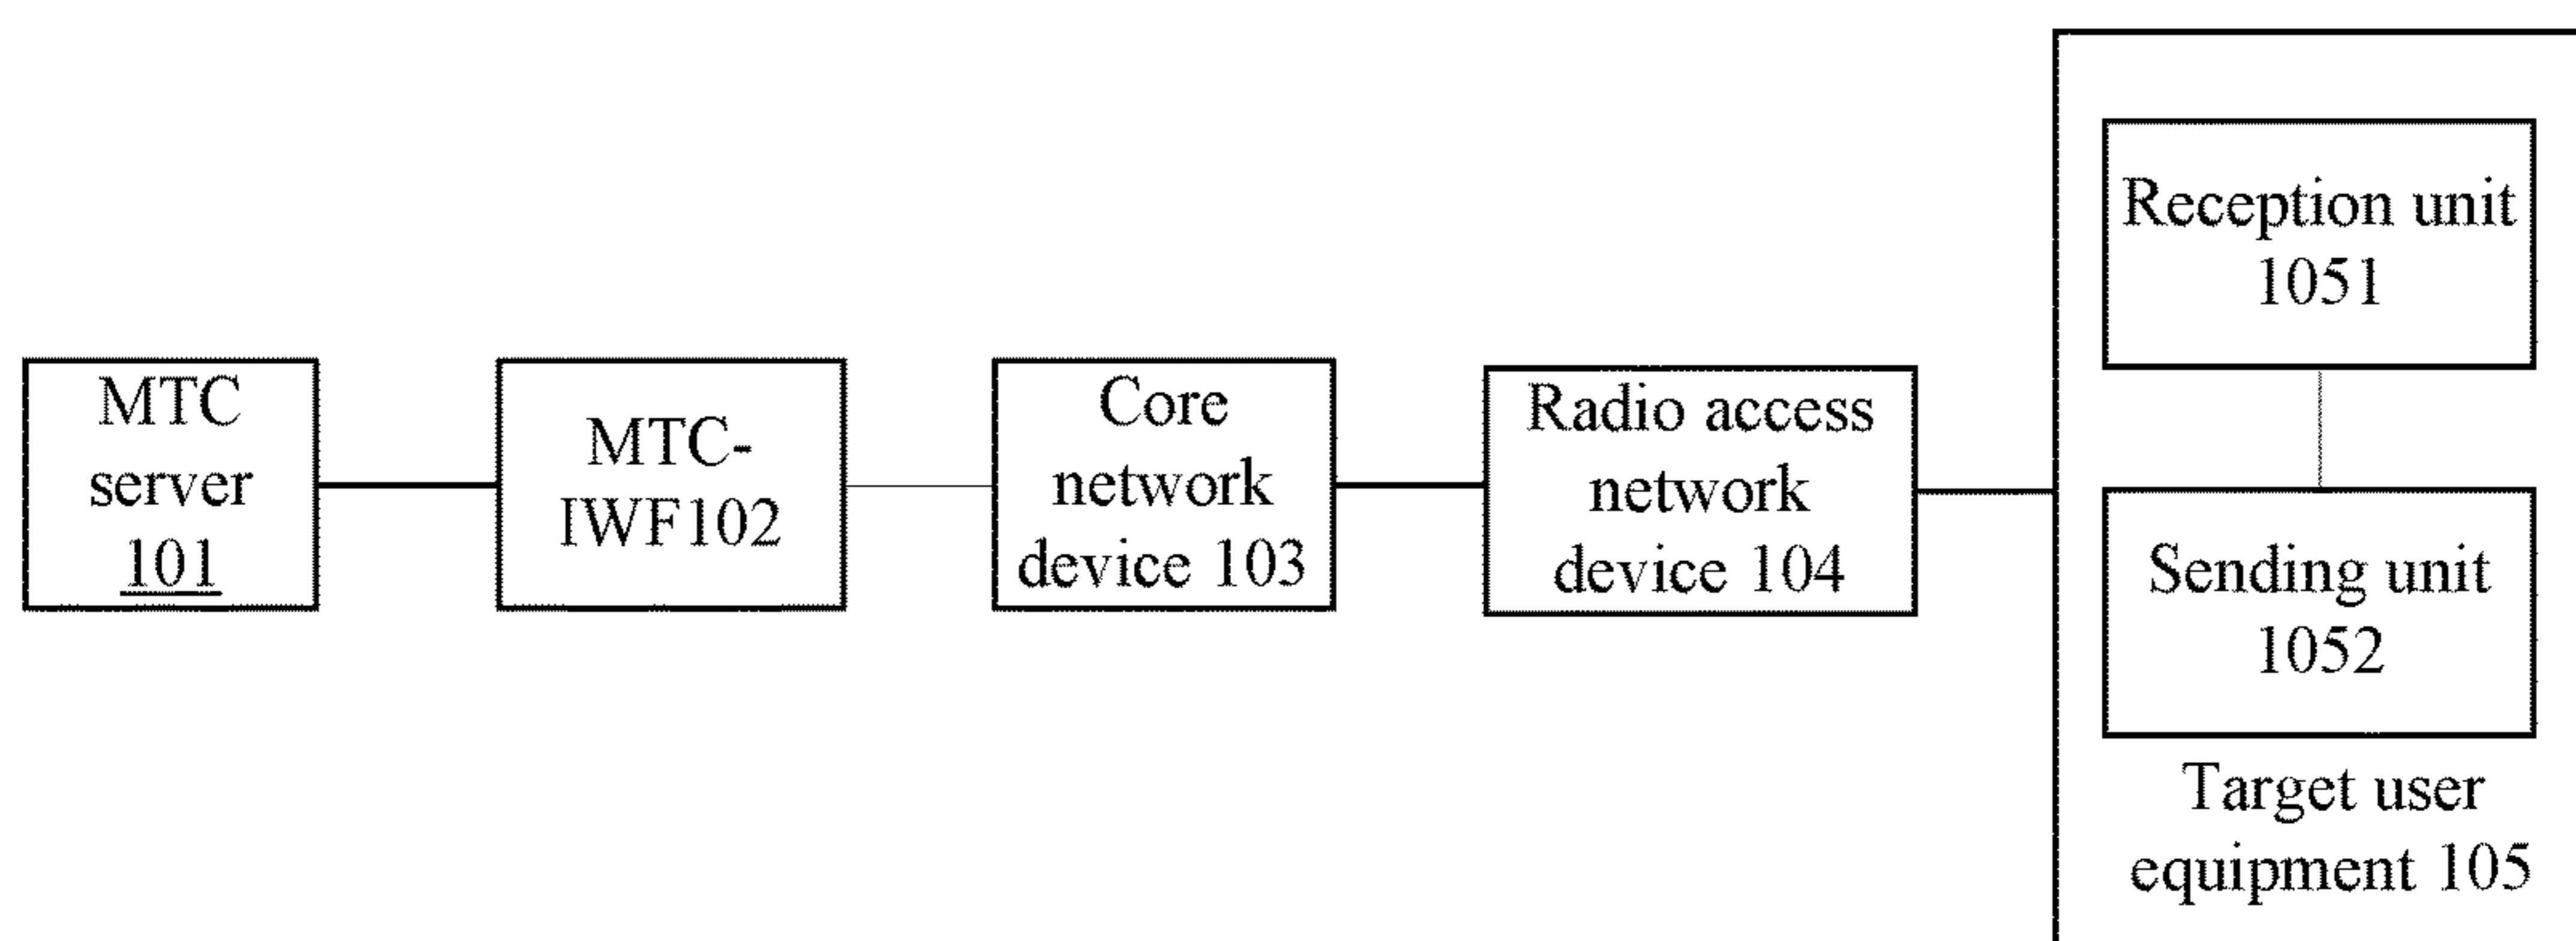 MTC
server
101
MTC-
IWF102
Core
network
device 103
Radio access
network
device 104
Reception unit
1051
Sending unit
1052
Target user
equipment 105